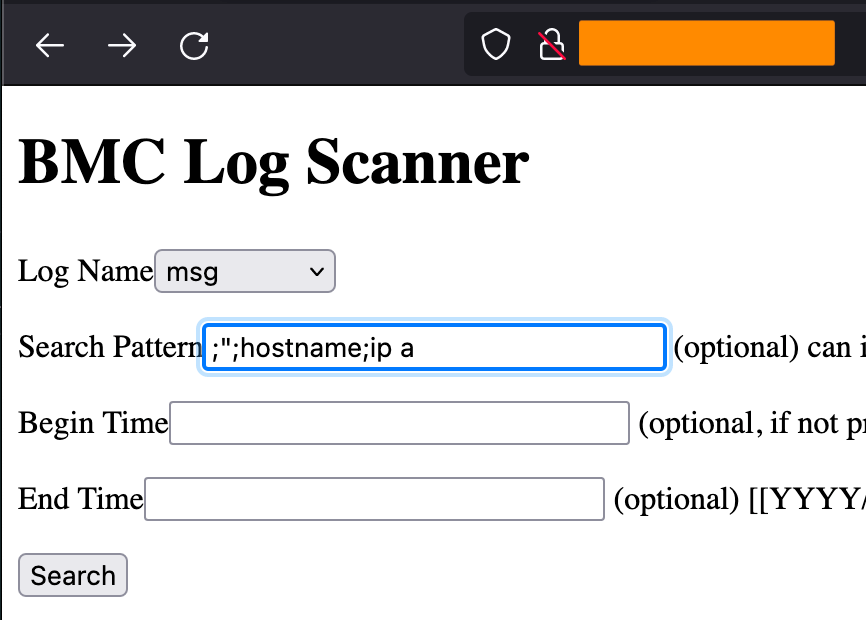 BMC Log Scanner
Log Name msg
Search Pattern ;";hostname;ip a (optional) can i
Begin Time (optional, if not pr
End Time (optional) [[YYYY/
Search